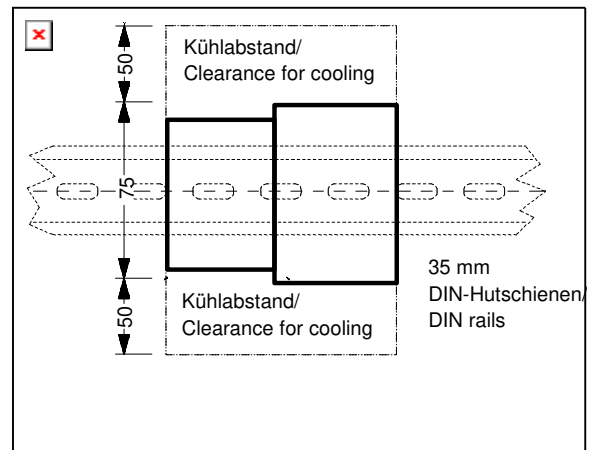 50
Kühlabstand/
Clearance for cooling
75
35 mm
DIN-Hutschienen/
DIN rails
50
Kühlabstand/
Clearance for cooling